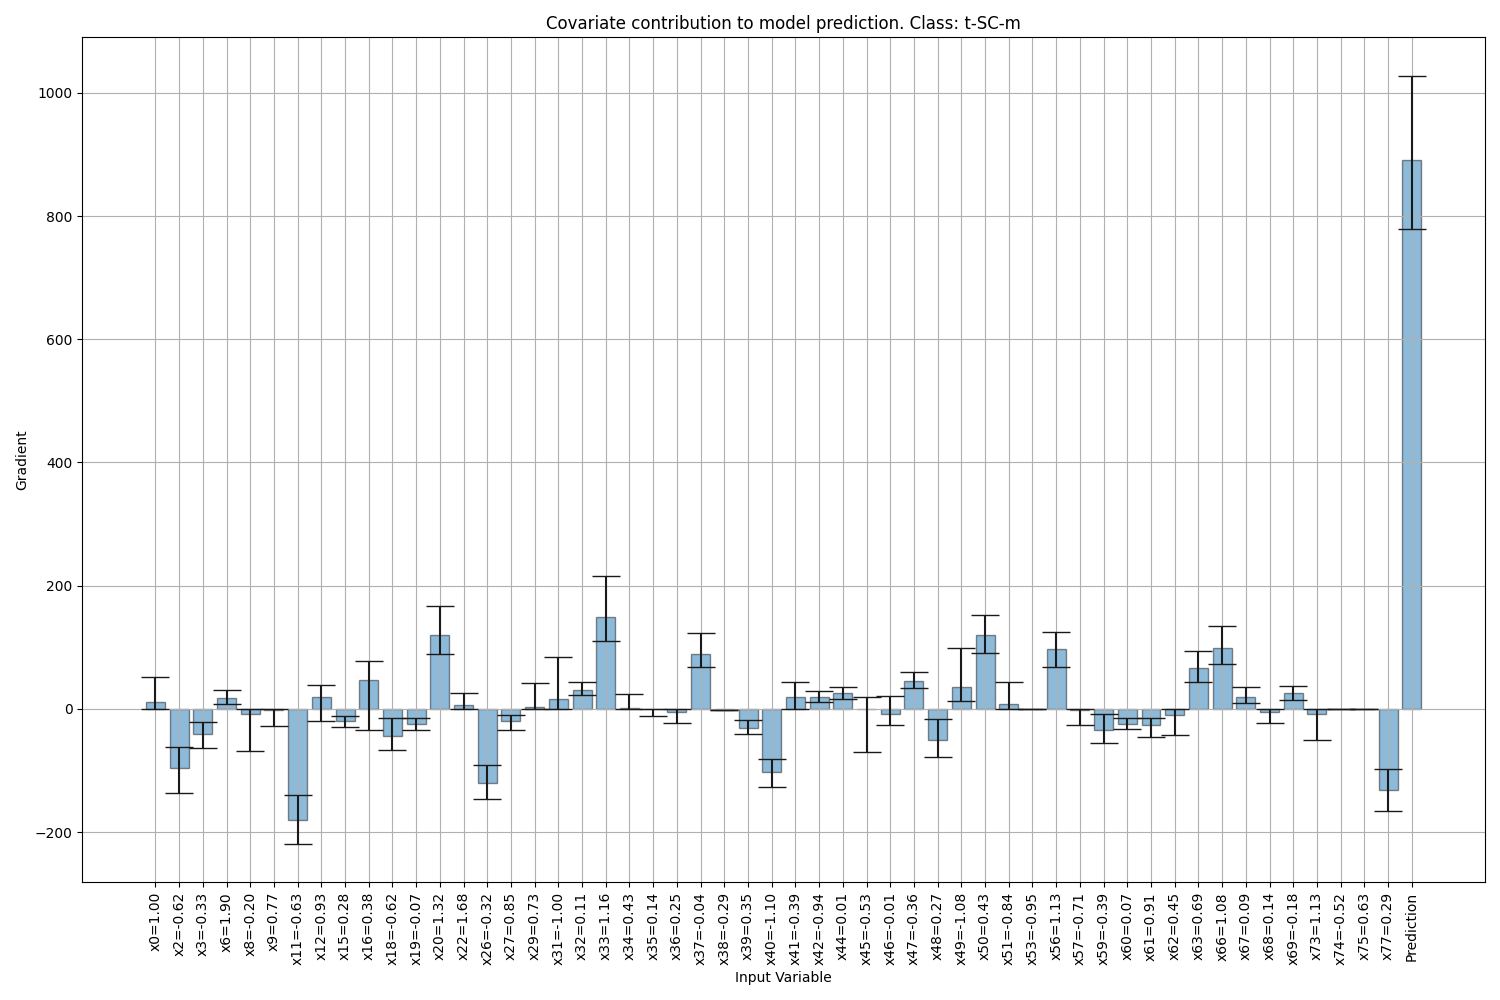 Covariate contribution to model prediction. Class: t-SC-m
Gradient
1000
800
600
400
200
0
−200
x0=1.00
x2=-0.62
x3=-0.33
x6=1.90
x8=-0.20
x9=0.77
x11=-0.63
x12=0.93
x15=0.28
x16=0.38
x18=-0.62
x19=-0.07
x20=1.32
x22=1.68
x26=-0.32
x27=0.85
x29=0.73
x31=-1.00
x32=0.11
x33=1.16
x34=0.43
x35=0.14
x36=0.25
x37=-0.04
x38=-0.29
x39=0.35
x40=-1.10
x41=-0.39
x42=-0.94
x44=0.01
x45=-0.53
x46=-0.01
x47=-0.36
x48=0.27
x49=-1.08
x50=0.43
x51=-0.84
x53=-0.95
x56=1.13
x57=-0.71
x59=-0.39
x60=0.07
x61=0.91
x62=0.45
x63=0.69
x66=1.08
x67=0.09
x68=0.14
x69=-0.18
x73=1.13
x74=-0.52
x75=0.63
x77=0.29
Prediction
Input Variable